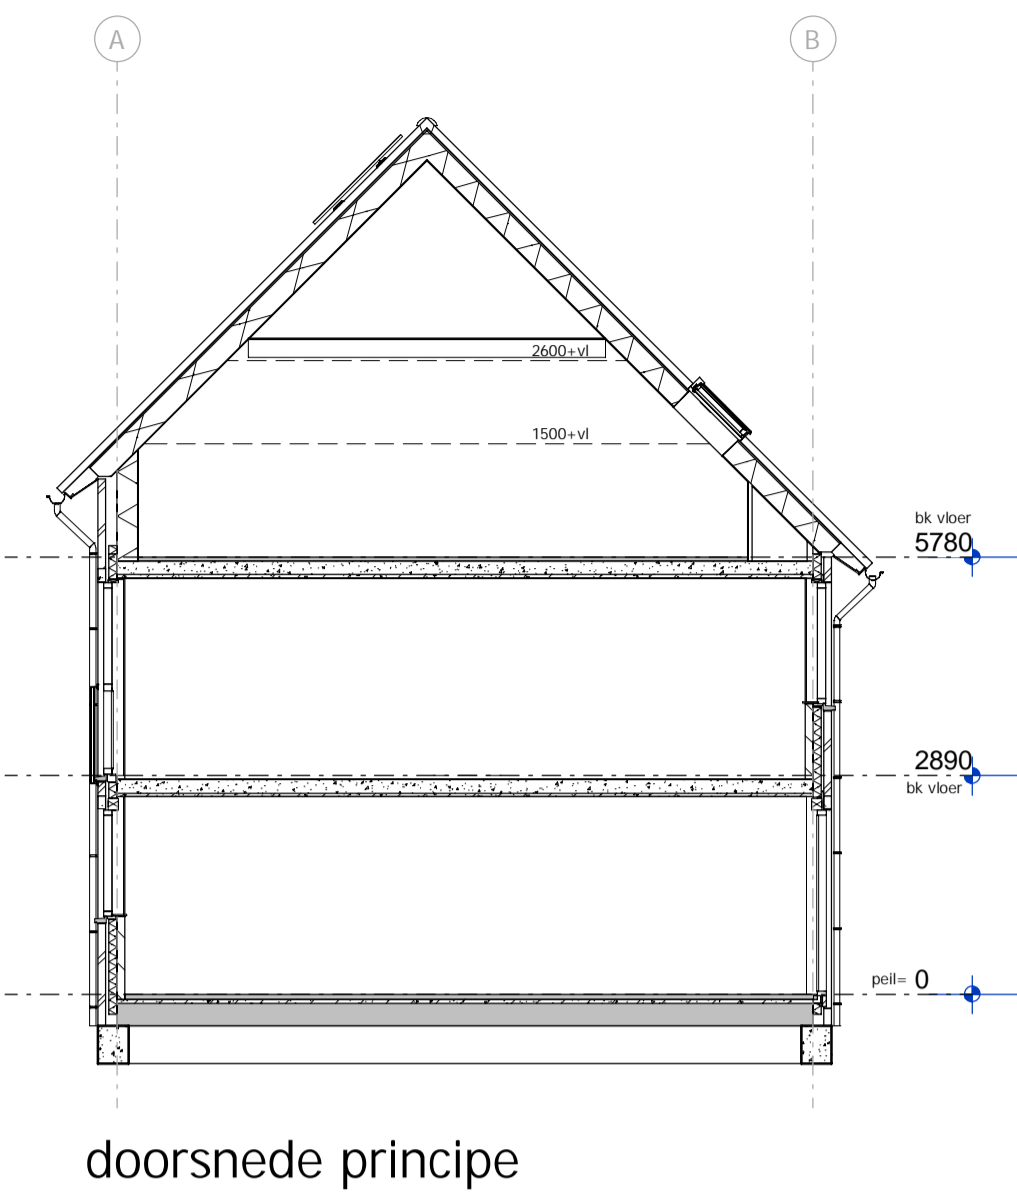 A
B
2600+vl
1500+vl
bk vloer
5780
2890
bk vloer
peil= 0
doorsnede principe